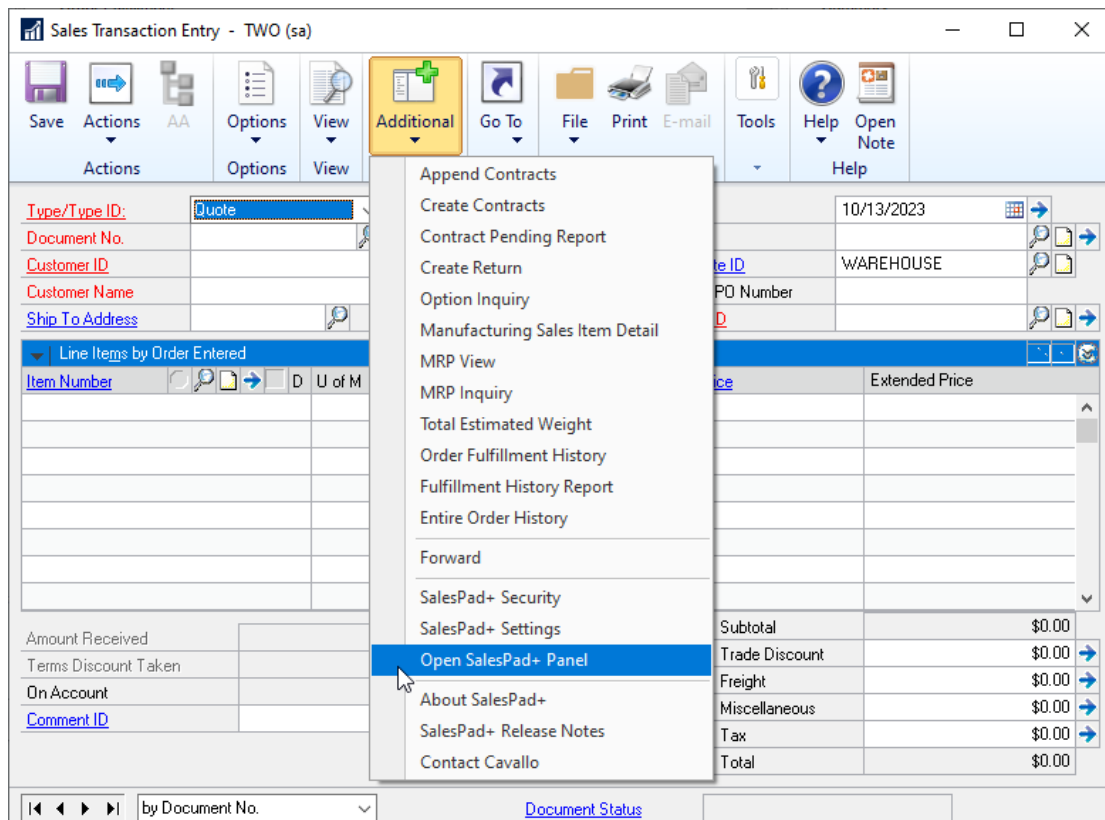 Sales Transaction Entry - TWO (sa)
Save Actions AA Options View Additional Go To File Print E-mail Tools Help Open Note
Actions Options View Help
Append Contracts
Create Contracts
Contract Pending Report
Create Return
Option Inquiry
Manufacturing Sales Item Detail
MRP View
MRP Inquiry
Total Estimated Weight
Order Fulfillment History
Fulfillment History Report
Entire Order History
Forward
SalesPad+ Security
SalesPad+ Settings
Open SalesPad+ Panel
About SalesPad+
SalesPad+ Release Notes
Contact Cavallo
Type/Type ID: Quote 10/13/2023
Document No.
Customer ID te ID WAREHOUSE
Customer Name PO Number
Ship To Address D
Line Items by Order Entered
Item Number D U of M ice Extended Price
Amount Received Subtotal $0.00
Terms Discount Taken Trade Discount $0.00
On Account Freight $0.00
Comment ID Miscellaneous $0.00
Tax $0.00
Total $0.00
by Document No. Document Status